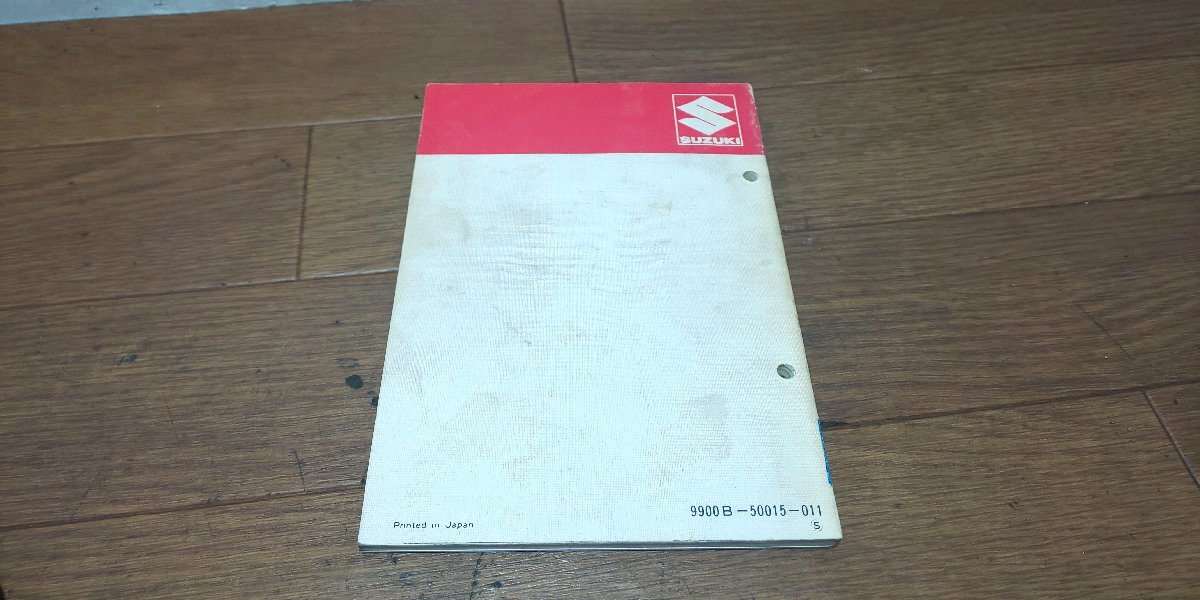 SUZUKI
9900B-50015-011
Printed in Japan
(S)